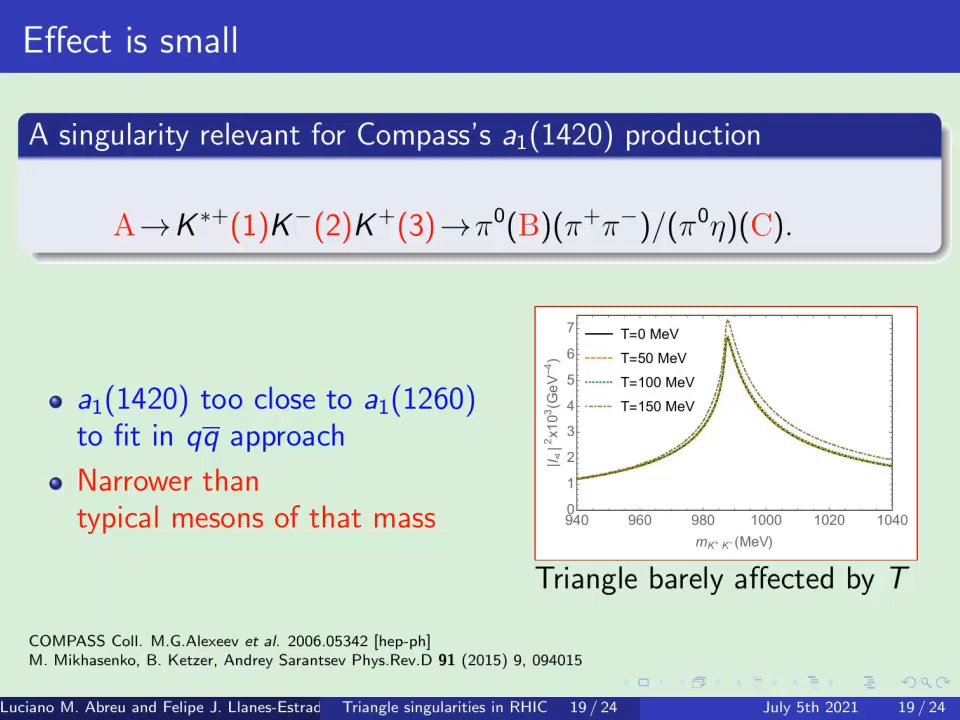 Effect is small
A singularity relevant for Compass's a₁(1420) production
A→K*⁺(1)K⁻(2)K⁺(3)→π⁰(B)(π⁺π⁻)/(π⁰η)(C).
a₁(1420) too close to a₁(1260)
to fit in qq̅ approach
Narrower than
typical mesons of that mass
|I◁|²x10³(GeV⁻⁴)
7
6
5
4
3
2
1
0
T=0 MeV
T=50 MeV
T=100 MeV
T=150 MeV
940 960 980 1000 1020 1040
m_K⁺ K⁻ (MeV)
Triangle barely affected by T
COMPASS Coll. M.G.Alexeev et al. 2006.05342 [hep-ph]
M. Mikhasenko, B. Ketzer, Andrey Sarantsev Phys.Rev.D 91 (2015) 9, 094015
Luciano M. Abreu and Felipe J. Llanes-Estrad Triangle singularities in RHIC 19 / 24 July 5th 2021 19 / 24